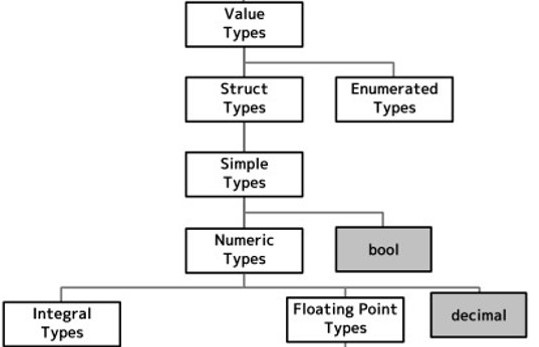 Value
Types
Struct
Types
Enumerated
Types
Simple
Types
Numeric
Types
bool
Integral
Types
Floating Point
Types
decimal